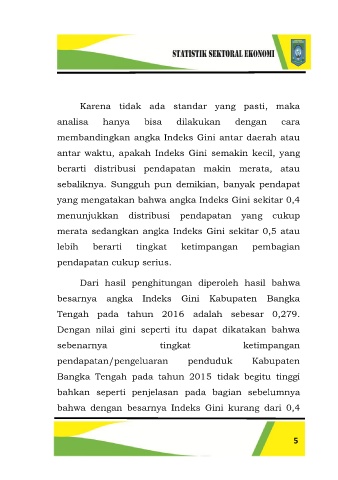 STATISTIK SEKTORAL EKONOMI
Karena tidak ada standar yang pasti, maka
analisa hanya bisa dilakukan dengan cara
membandingkan angka Indeks Gini antar daerah atau
antar waktu, apakah Indeks Gini semakin kecil, yang
berarti distribusi pendapatan makin merata, atau
sebaliknya. Sungguh pun demikian, banyak pendapat
yang mengatakan bahwa angka Indeks Gini sekitar 0,4
menunjukkan distribusi pendapatan yang cukup
merata sedangkan angka Indeks Gini sekitar 0,5 atau
lebih berarti tingkat ketimpangan pembagian
pendapatan cukup serius.
Dari hasil penghitungan diperoleh hasil bahwa
besarnya angka Indeks Gini Kabupaten Bangka
Tengah pada tahun 2016 adalah sebesar 0,279.
Dengan nilai gini seperti itu dapat dikatakan bahwa
sebenarnya tingkat ketimpangan
pendapatan/pengeluaran penduduk Kabupaten
Bangka Tengah pada tahun 2015 tidak begitu tinggi
bahkan seperti penjelasan pada bagian sebelumnya
bahwa dengan besarnya Indeks Gini kurang dari 0,4
5